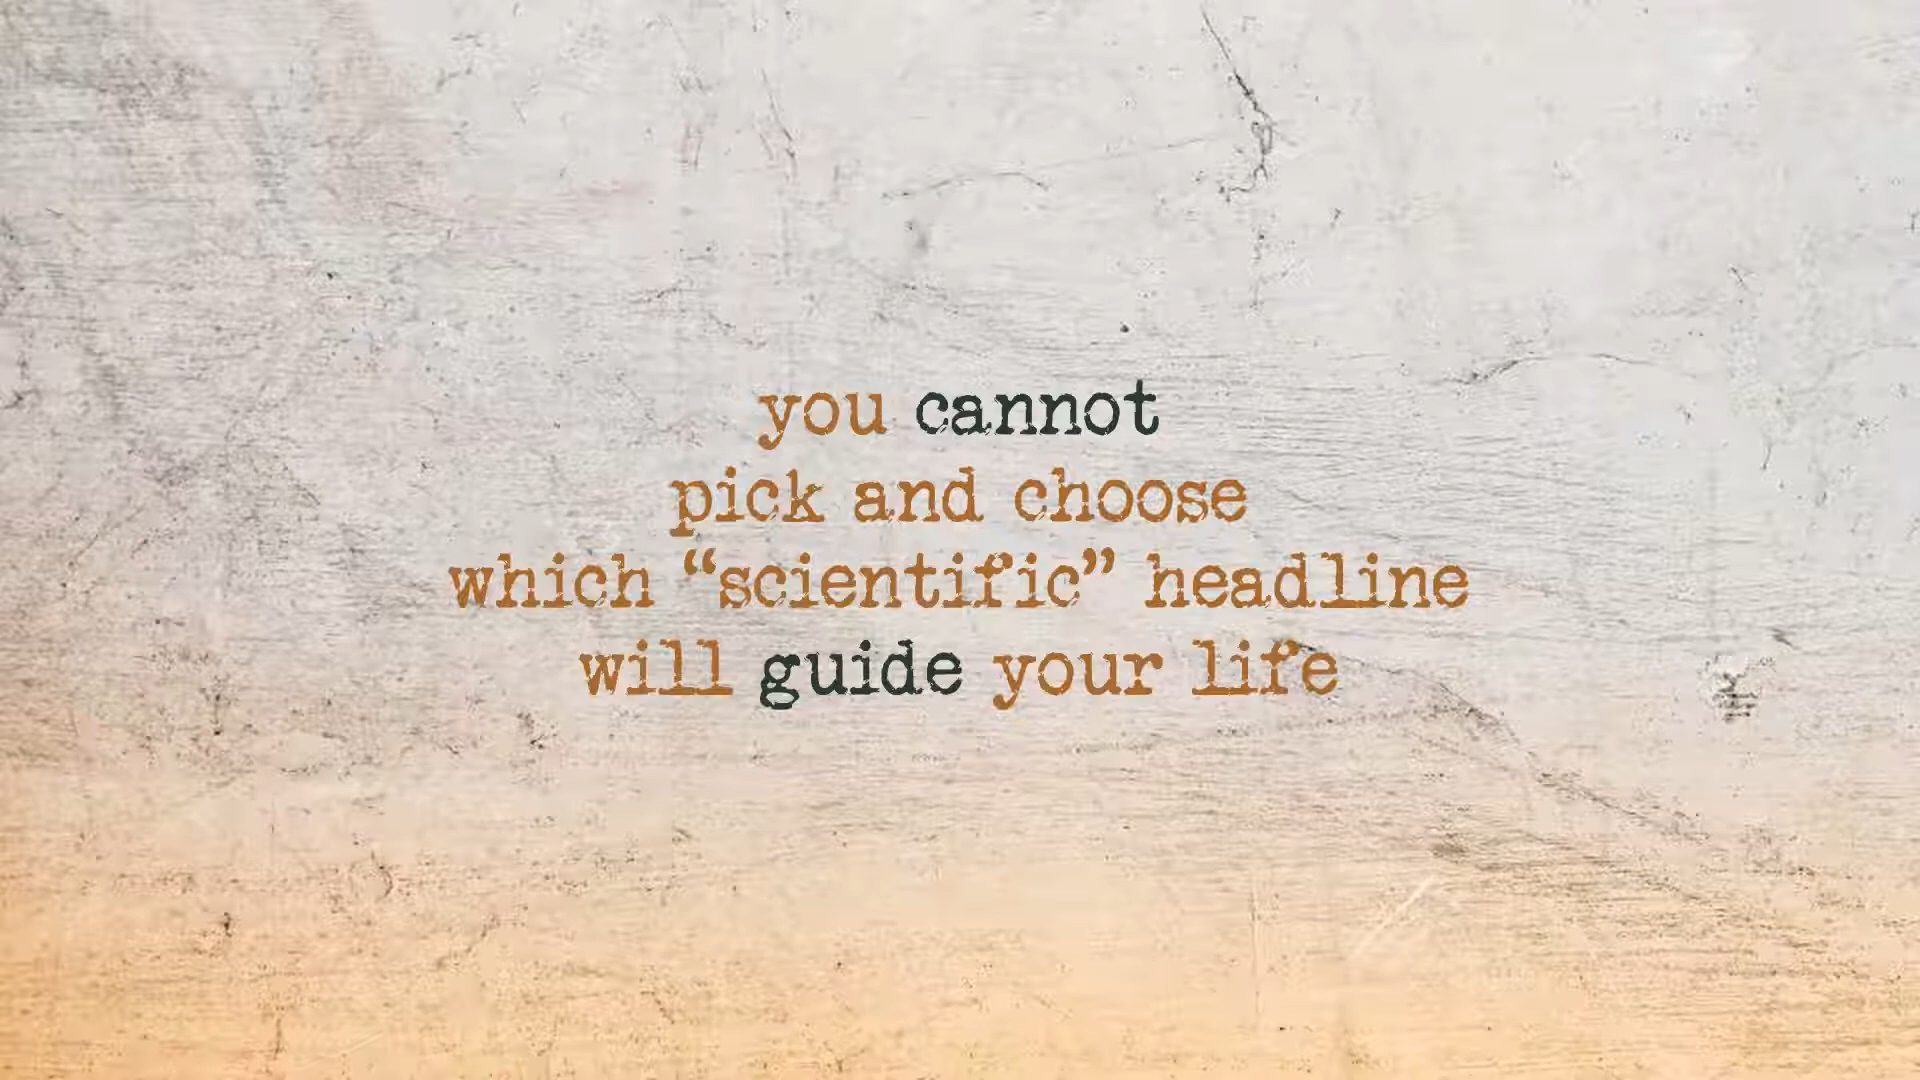 you cannot
pick and choose
which “scientific” headline
will guide your life